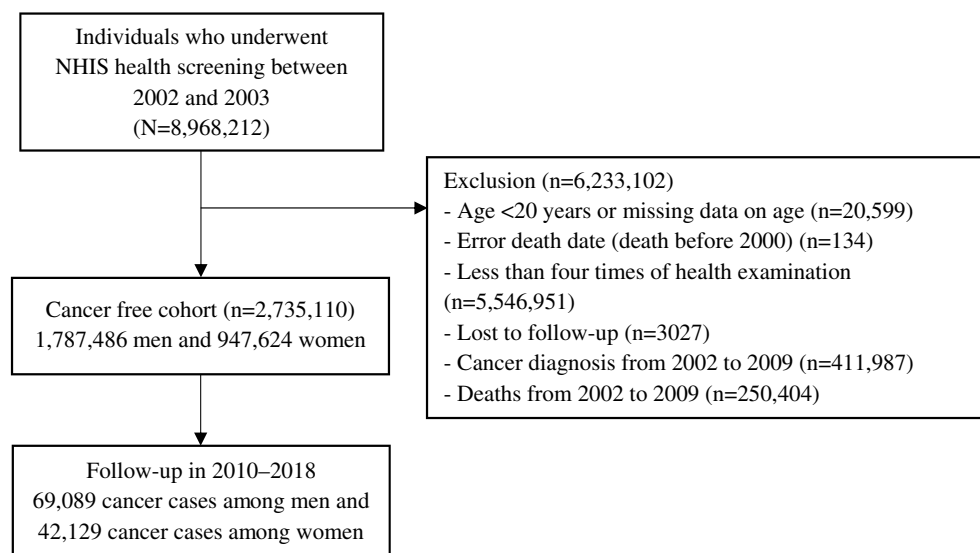 Individuals who underwent
NHIS health screening between
2002 and 2003
(N=8,968,212)
Exclusion (n=6,233,102)
- Age <20 years or missing data on age (n=20,599)
- Error death date (death before 2000) (n=134)
- Less than four times of health examination
(n=5,546,951)
- Lost to follow-up (n=3027)
- Cancer diagnosis from 2002 to 2009 (n=411,987)
- Deaths from 2002 to 2009 (n=250,404)
Cancer free cohort (n=2,735,110)
1,787,486 men and 947,624 women
Follow-up in 2010–2018
69,089 cancer cases among men and
42,129 cancer cases among women